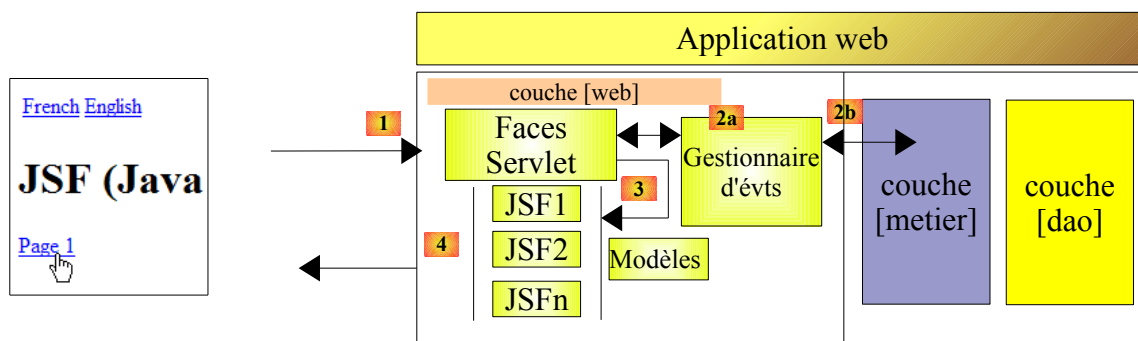 Application web
French English
JSF (Java
Page 1
couche [web]
1
Faces
Servlet
2a
2b
Gestionnaire
d'évts
3
JSF1
JSF2
JSFn
4
Modèles
couche
[metier]
couche
[dao]